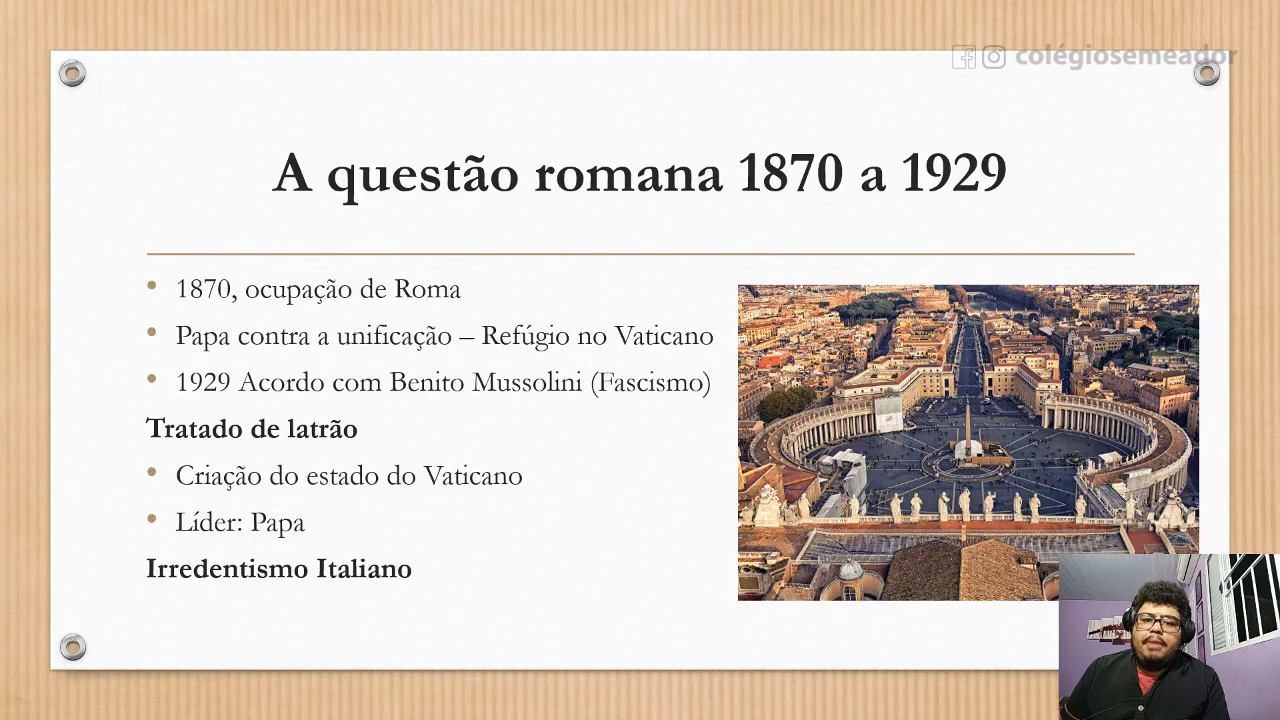 colégiosemeador
A questão romana 1870 a 1929
1870, ocupação de Roma
Papa contra a unificação – Refúgio no Vaticano
1929 Acordo com Benito Mussolini (Fascismo)
Tratado de latrão
Criação do estado do Vaticano
Líder: Papa
Irredentismo Italiano